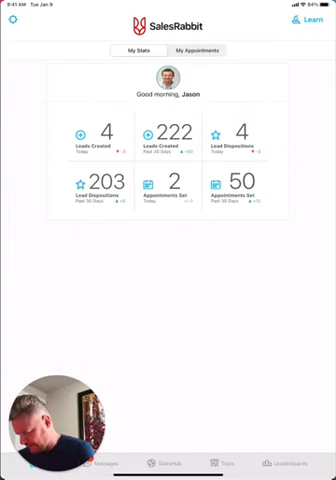 9:41 AM Tue Jan 9
84%
SalesRabbit
Learn
My Stats
My Appointments
Good morning, Jason
4
222
4
Leads Created
Leads Created
Lead Dispositions
Today
Past 30 Days
Today
203
2
50
Lead Dispositions
Appointments Set
Appointments Set
Past 30 Days
Today
Past 30 Days
Messages
SalesHub
Tools
Leaderboards